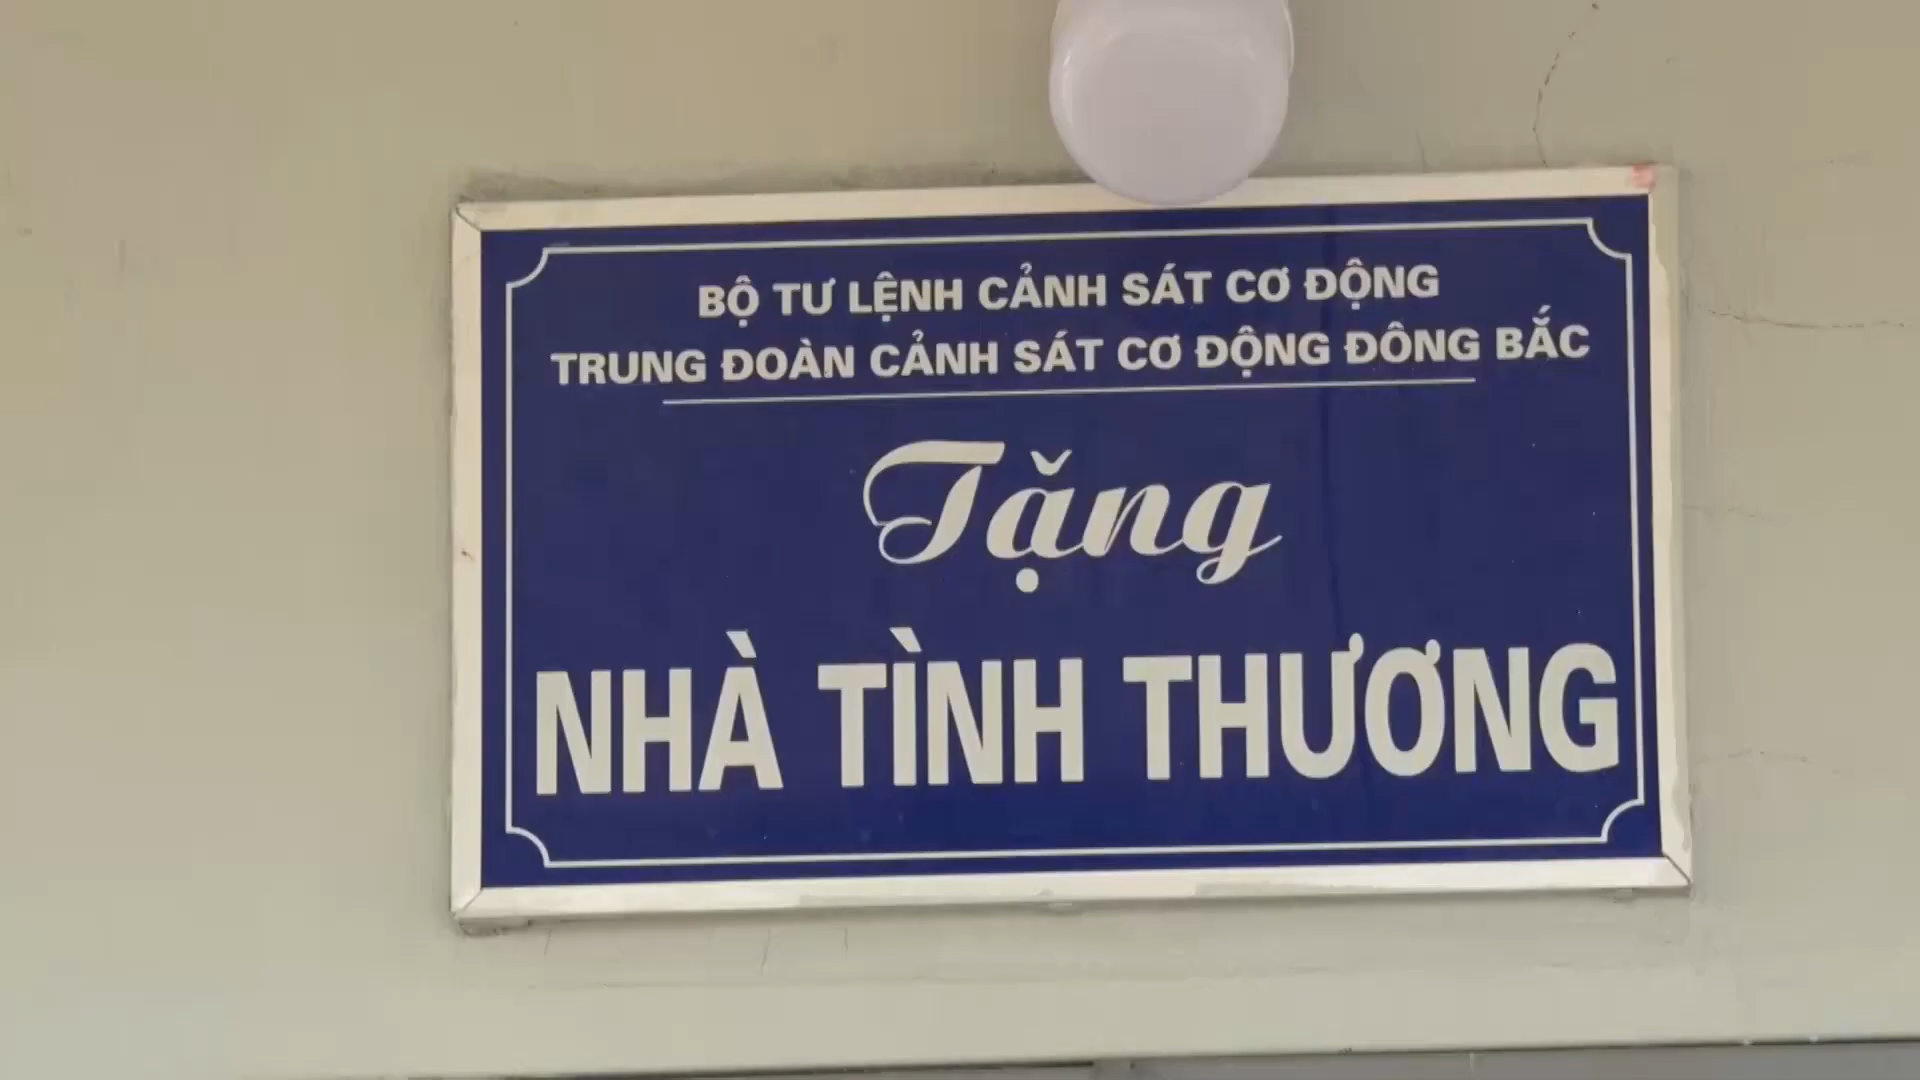 BỘ TƯ LỆNH CẢNH SÁT CƠ ĐỘNG
TRUNG ĐOÀN CẢNH SÁT CƠ ĐỘNG ĐÔNG BẮC
Tặng
NHÀ TÌNH THƯƠNG